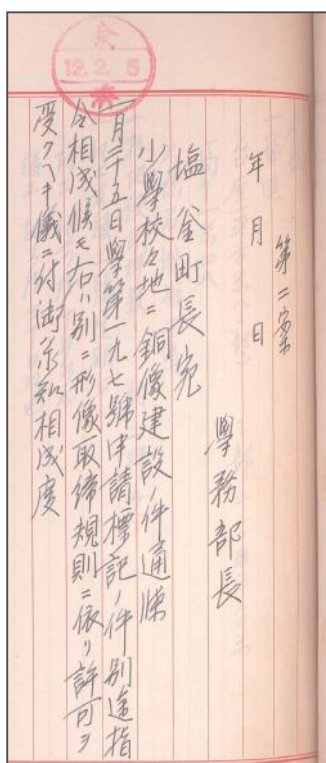 12.2.5
第二案
年月日
學務部長
塩釜町長宛
小學校々地ニ銅像建設ノ件通牒
一月二十五日學第一九七號申請標記ノ件別途指
令相成候モ右ハ別ニ形像取締規則ニ依リ許可ヲ
受クヘキ儀ニ付御承知相成度